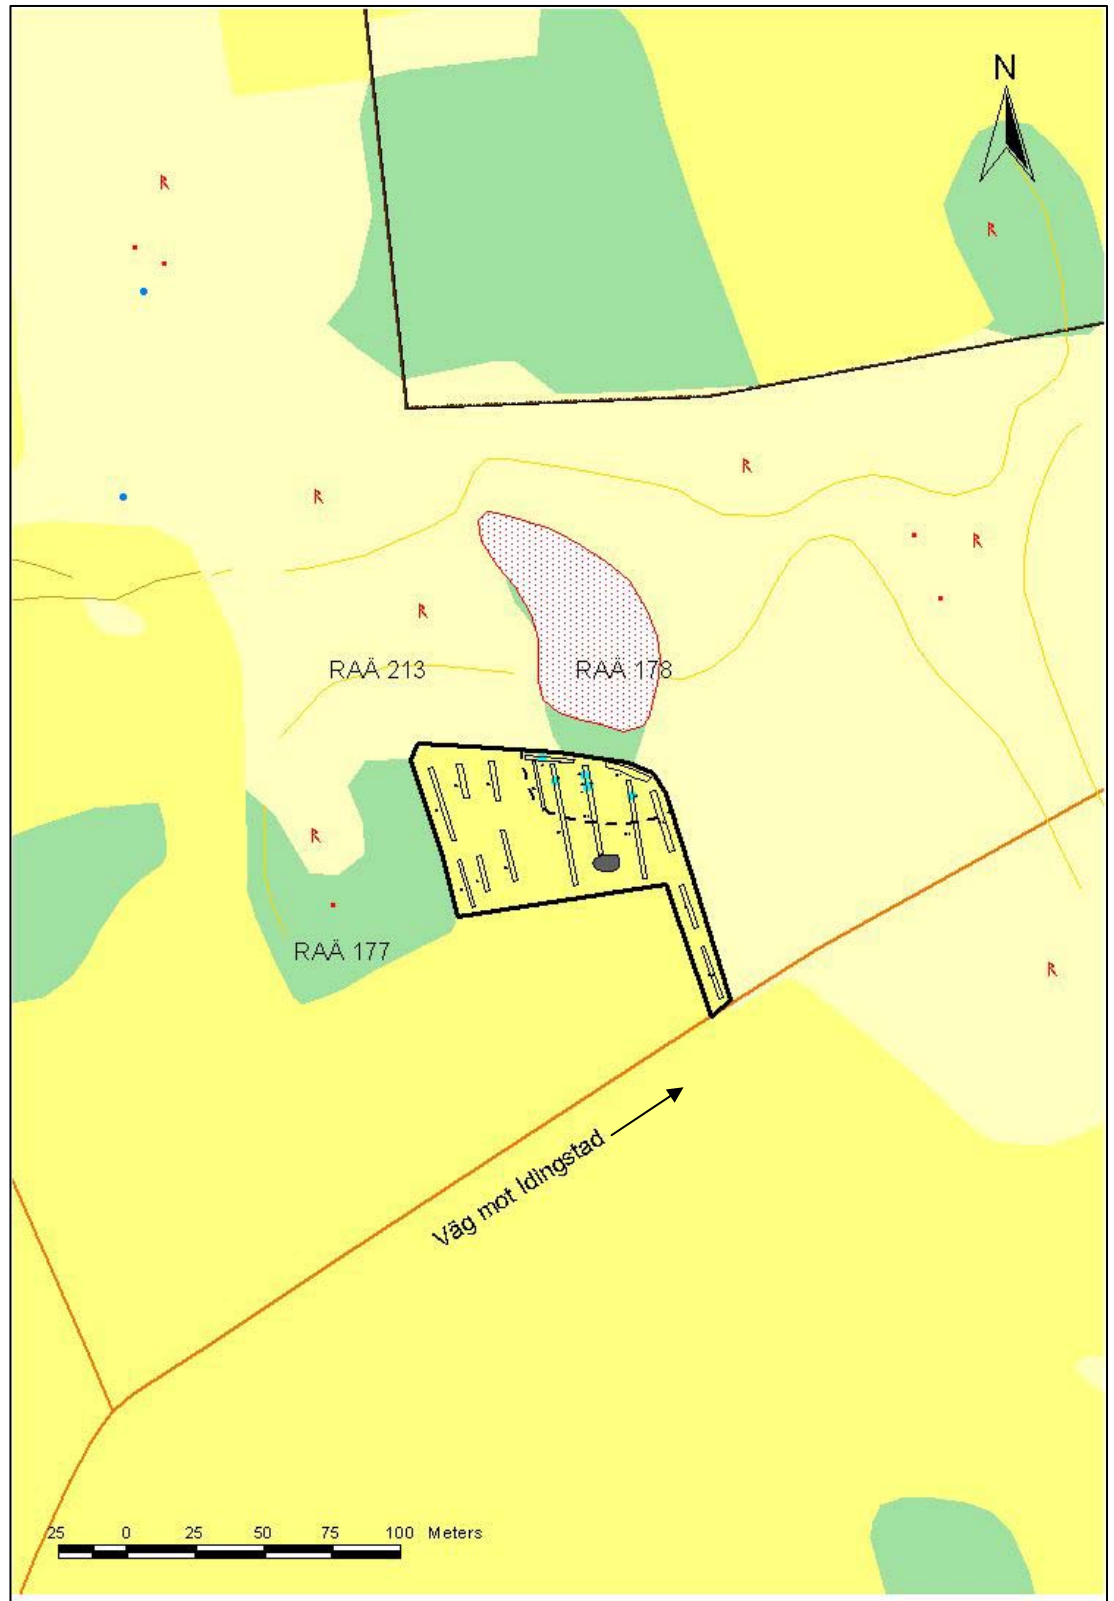 N
RAÄ 213
RAÄ 178
RAÄ 177
Väg mot Idingstad
25 0 25 50 75 100 Meters